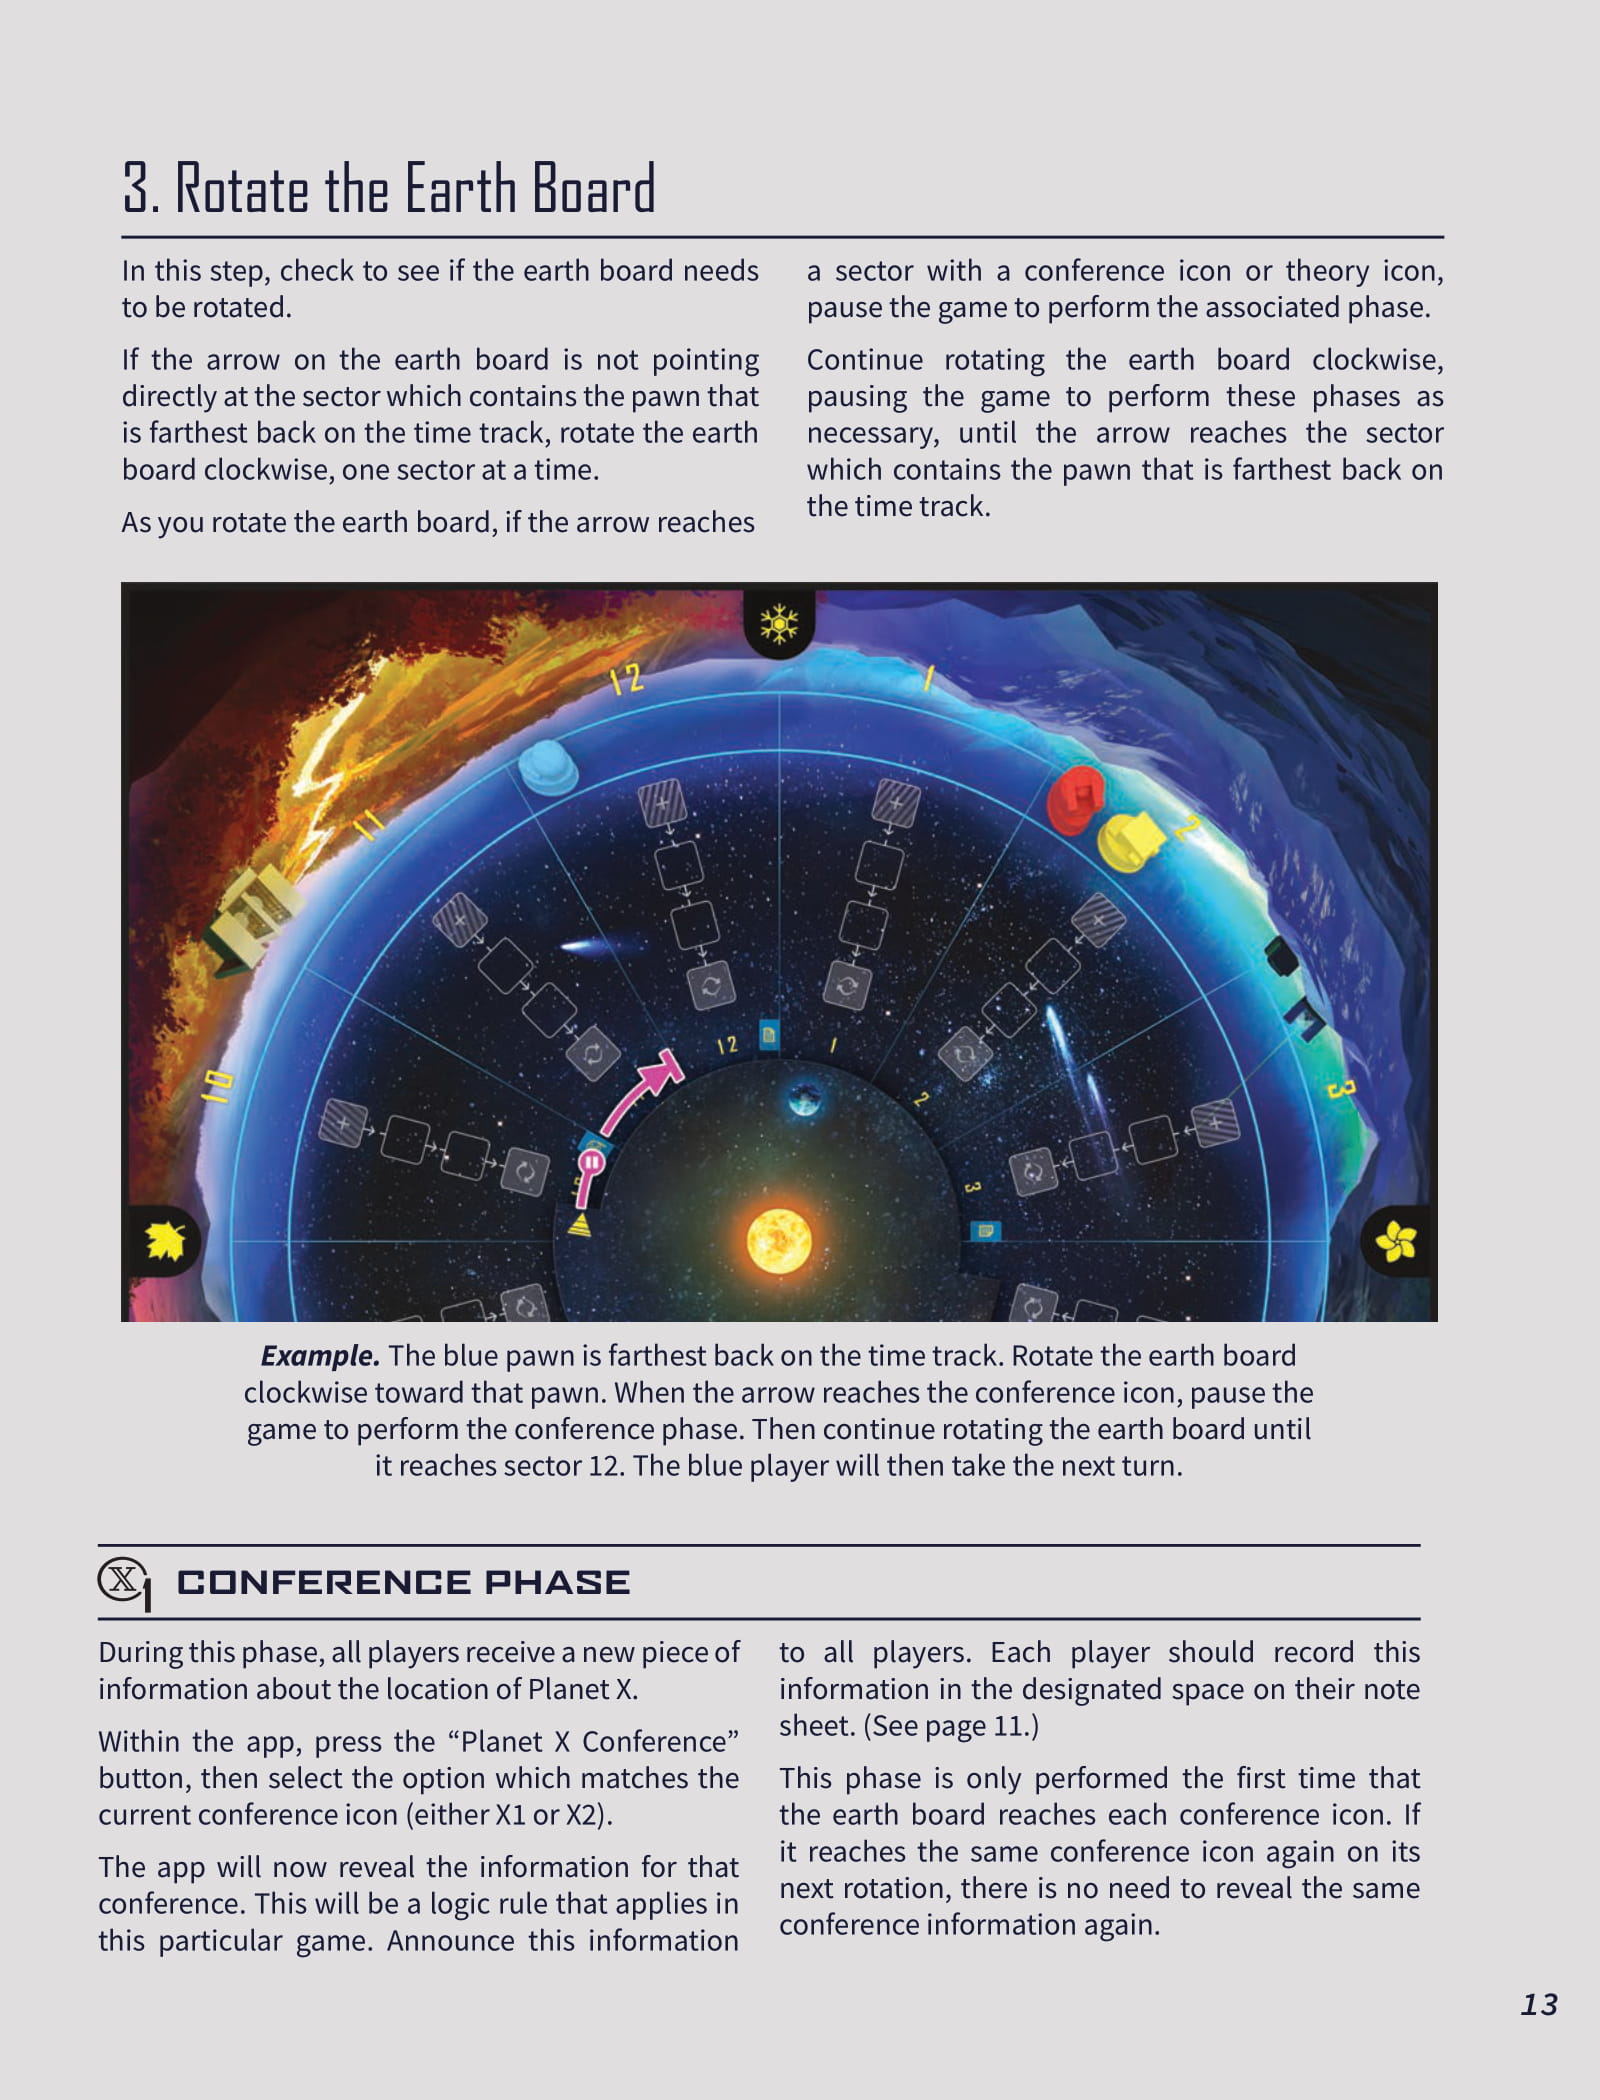 3. Rotate the Earth Board
In this step, check to see if the earth board needs
to be rotated.
If the arrow on the earth board is not pointing
directly at the sector which contains the pawn that
is farthest back on the time track, rotate the earth
board clockwise, one sector at a time.
As you rotate the earth board, if the arrow reaches
a sector with a conference icon or theory icon,
pause the game to perform the associated phase.
Continue rotating the earth board clockwise,
pausing the game to perform these phases as
necessary, until the arrow reaches the sector
which contains the pawn that is farthest back on
the time track.
12
1
11
2
10
3
12
1
2
3
Example. The blue pawn is farthest back on the time track. Rotate the earth board
clockwise toward that pawn. When the arrow reaches the conference icon, pause the
game to perform the conference phase. Then continue rotating the earth board until
it reaches sector 12. The blue player will then take the next turn.
X1 CONFERENCE PHASE
During this phase, all players receive a new piece of
information about the location of Planet X.
Within the app, press the “Planet X Conference”
button, then select the option which matches the
current conference icon (either X1 or X2).
The app will now reveal the information for that
conference. This will be a logic rule that applies in
this particular game. Announce this information
to all players. Each player should record this
information in the designated space on their note
sheet. (See page 11.)
This phase is only performed the first time that
the earth board reaches each conference icon. If
it reaches the same conference icon again on its
next rotation, there is no need to reveal the same
conference information again.
13